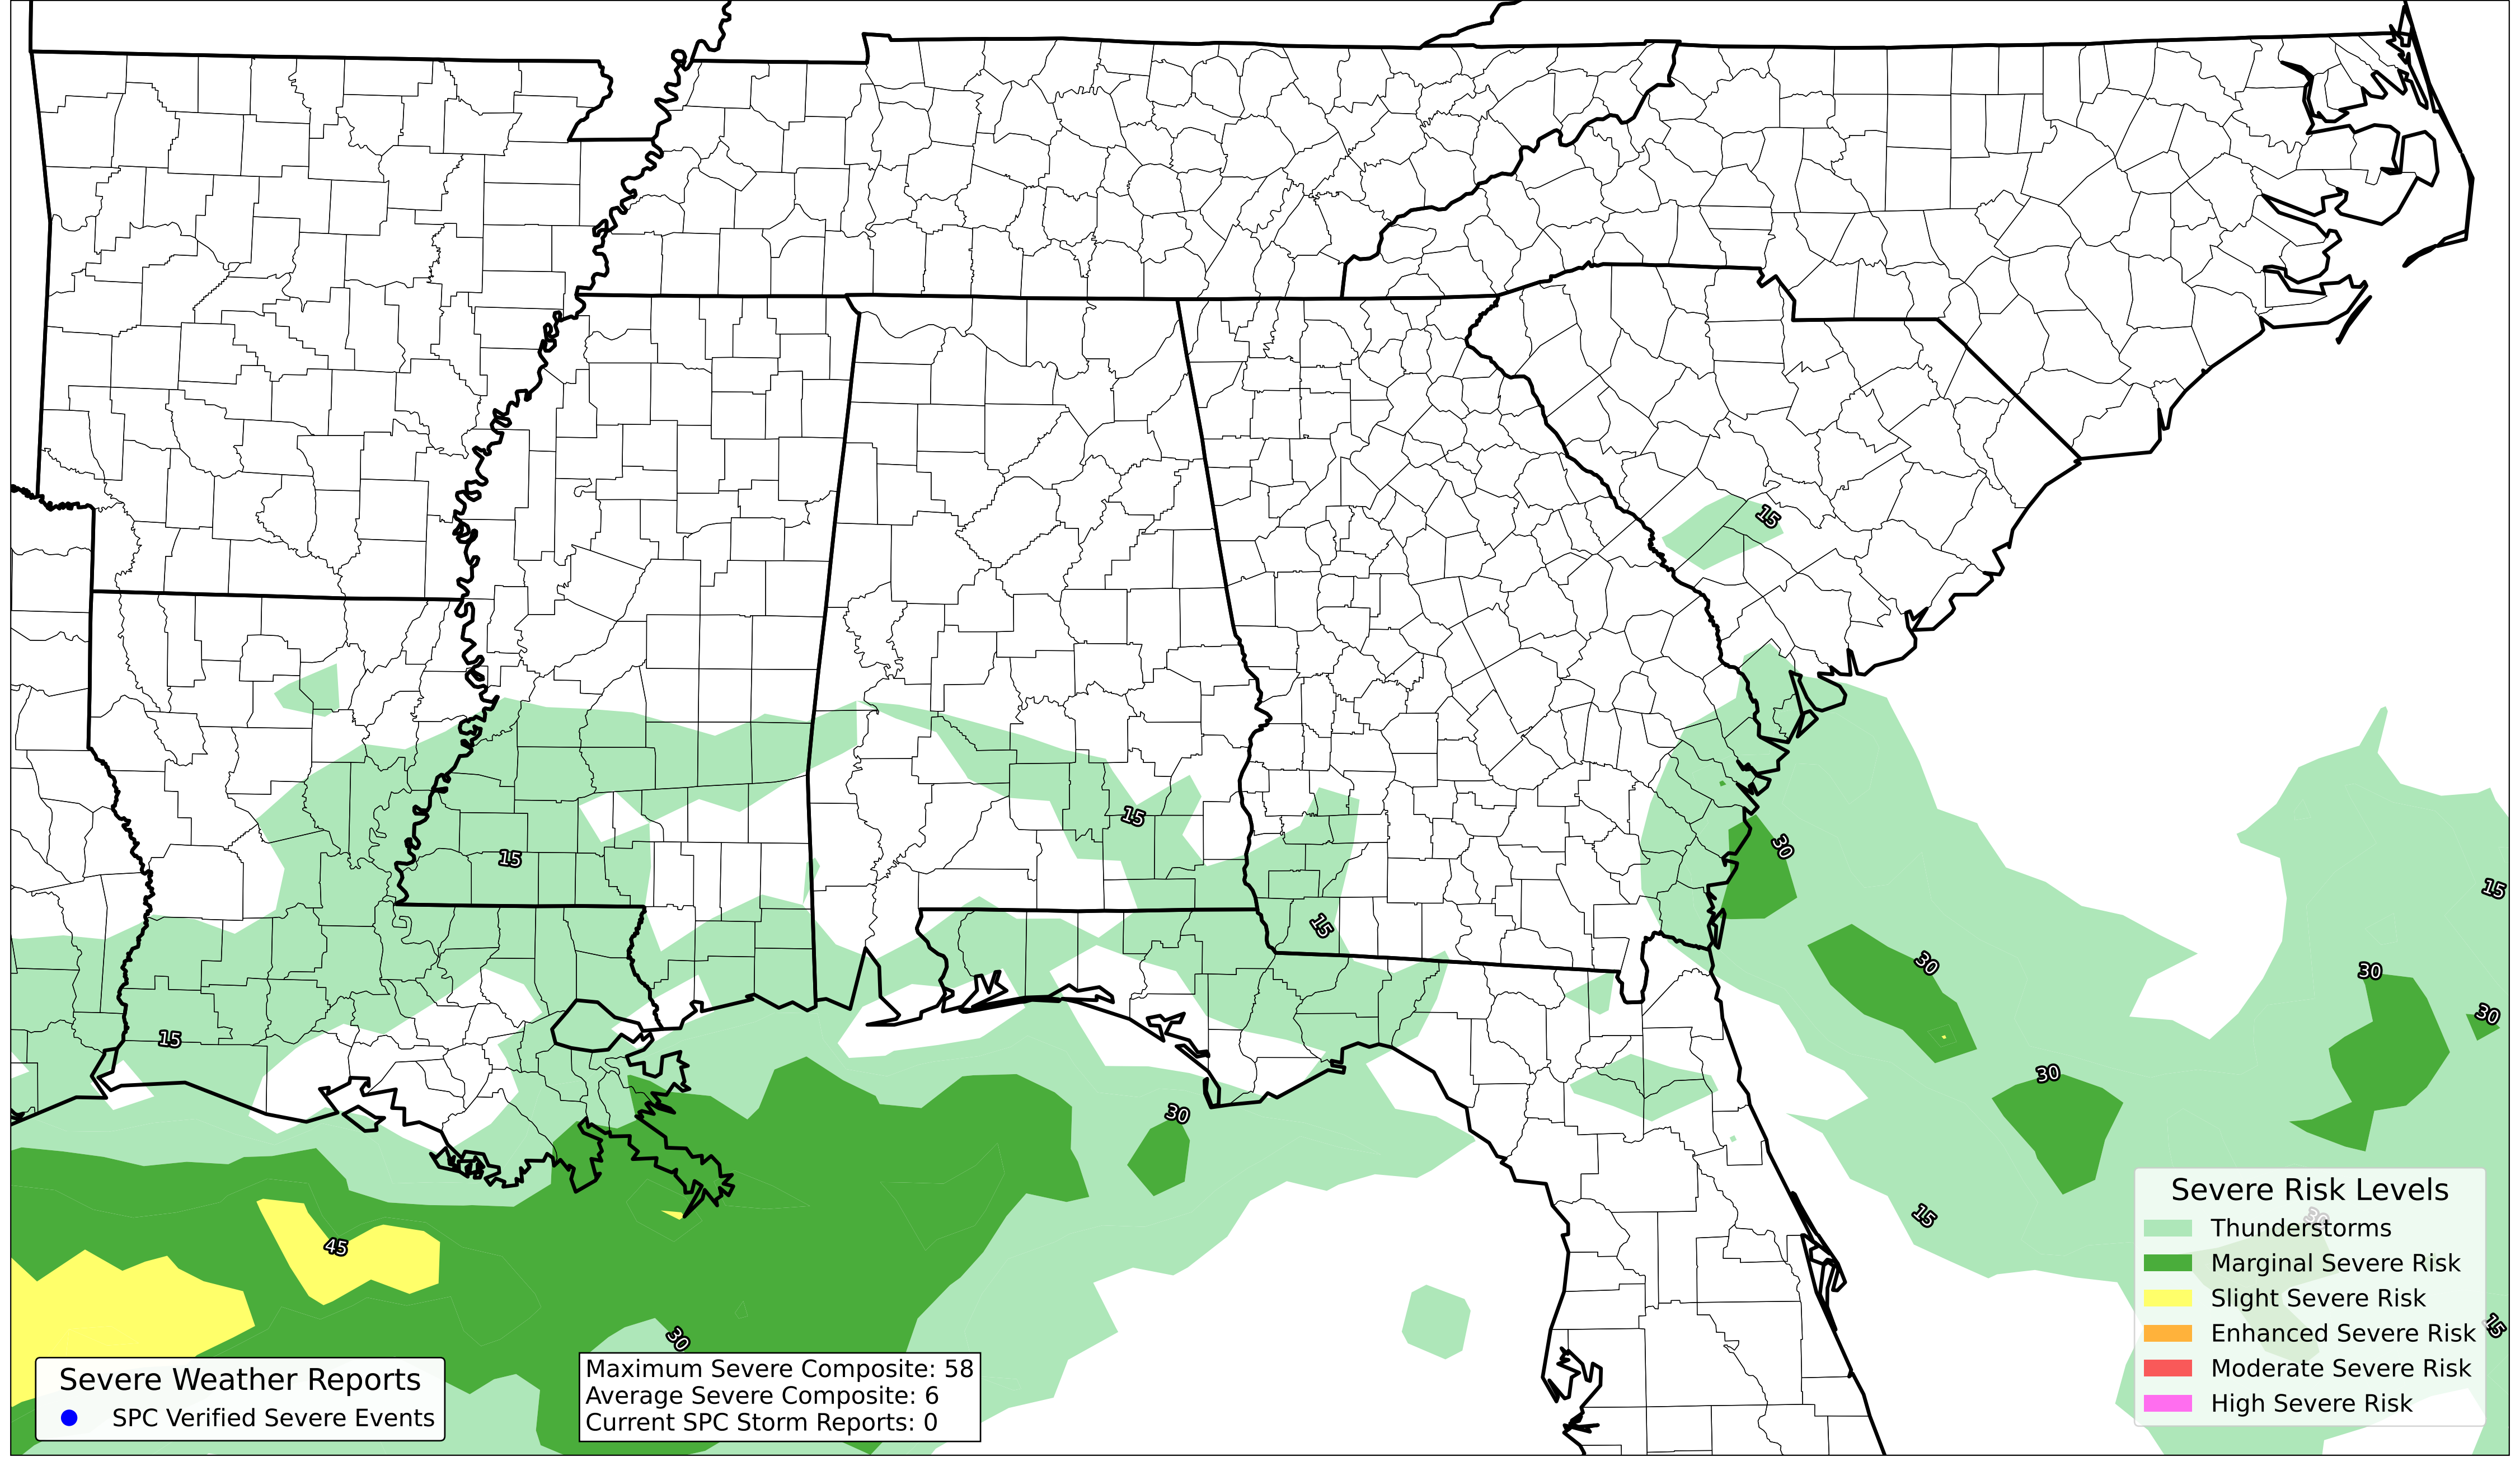 15
15
15
30
15
15
15
30
30
30
15
30
30
45
15
30
30
15
Severe Risk Levels
Thunderstorms
Marginal Severe Risk
Slight Severe Risk
Enhanced Severe Risk
Moderate Severe Risk
High Severe Risk
Severe Weather Reports
SPC Verified Severe Events
Maximum Severe Composite: 58
Average Severe Composite: 6
Current SPC Storm Reports: 0